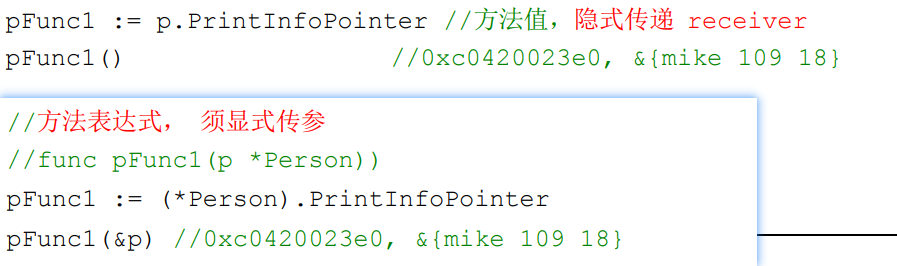 pFunc1 := p.PrintInfoPointer //方法值，隐式传递 receiver
pFunc1() //0xc0420023e0, &{mike 109 18}
//方法表达式， 须显式传参
//func pFunc1(p *Person))
pFunc1 := (*Person).PrintInfoPointer
pFunc1(&p) //0xc0420023e0, &{mike 109 18}